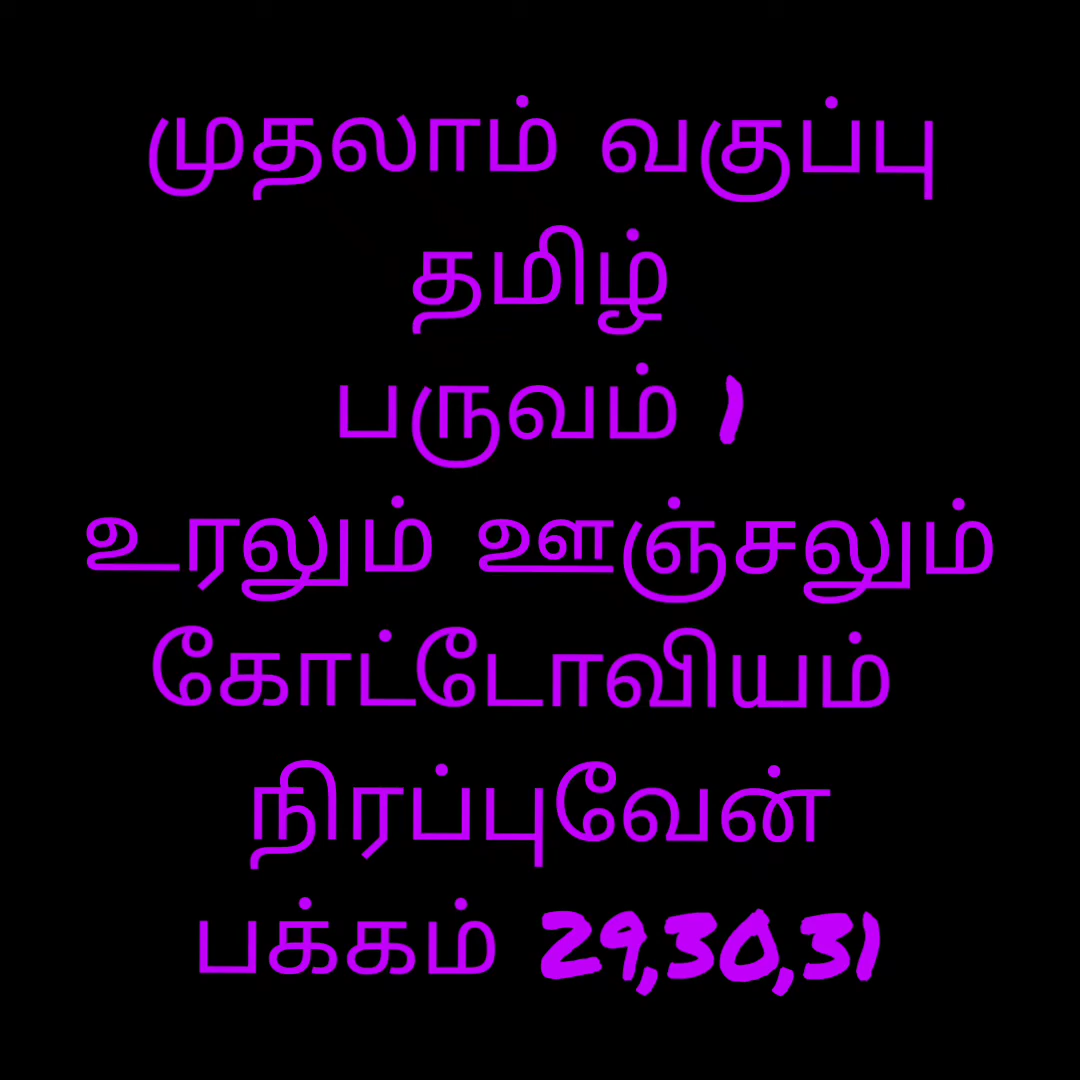 முதலாம் வகுப்பு
தமிழ்
பருவம் 1
உரலும் ஊஞ்சலும்
கோட்டோவியம்
நிரப்புவேன்
பக்கம் 29,30,31